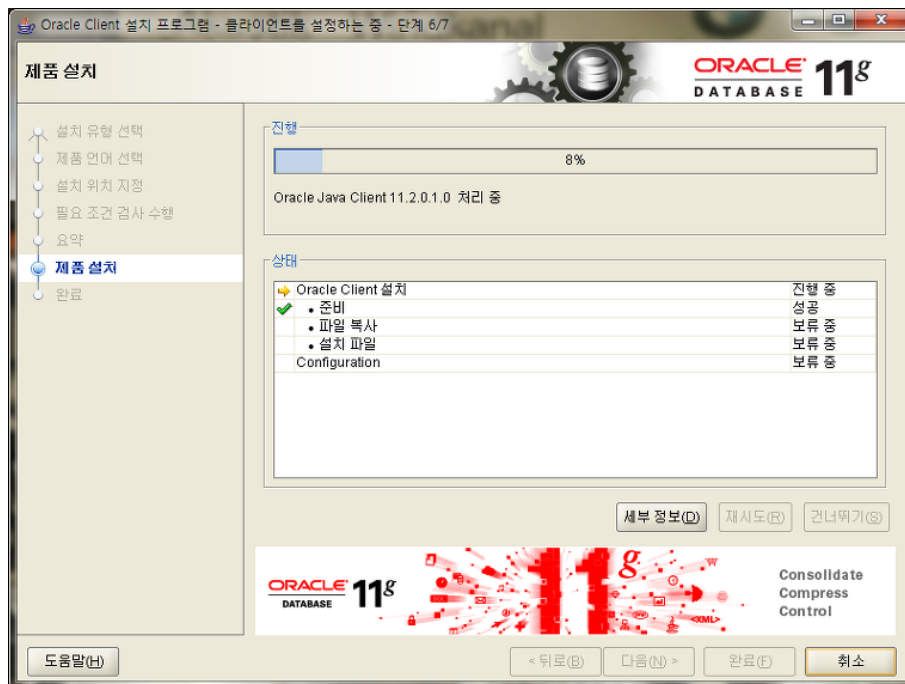 Oracle Client 설치 프로그램 - 클라이언트를 설정하는 중 - 단계 6/7
제품 설치
ORACLE DATABASE 11g
설치 유형 선택
제품 언어 선택
설치 위치 지정
필요 조건 검사 수행
요약
제품 설치
완료
진행
8%
Oracle Java Client 11.2.0.1.0 처리 중
상태
Oracle Client 설치 진행 중
• 준비 성공
• 파일 복사 보류 중
• 설치 파일 보류 중
Configuration 보류 중
세부 정보(D) 재시도(R) 건너뛰기(S)
ORACLE DATABASE 11g
11g
<XML>
Consolidate
Compress
Control
도움말(H) < 뒤로(B) 다음(N) > 완료(F) 취소